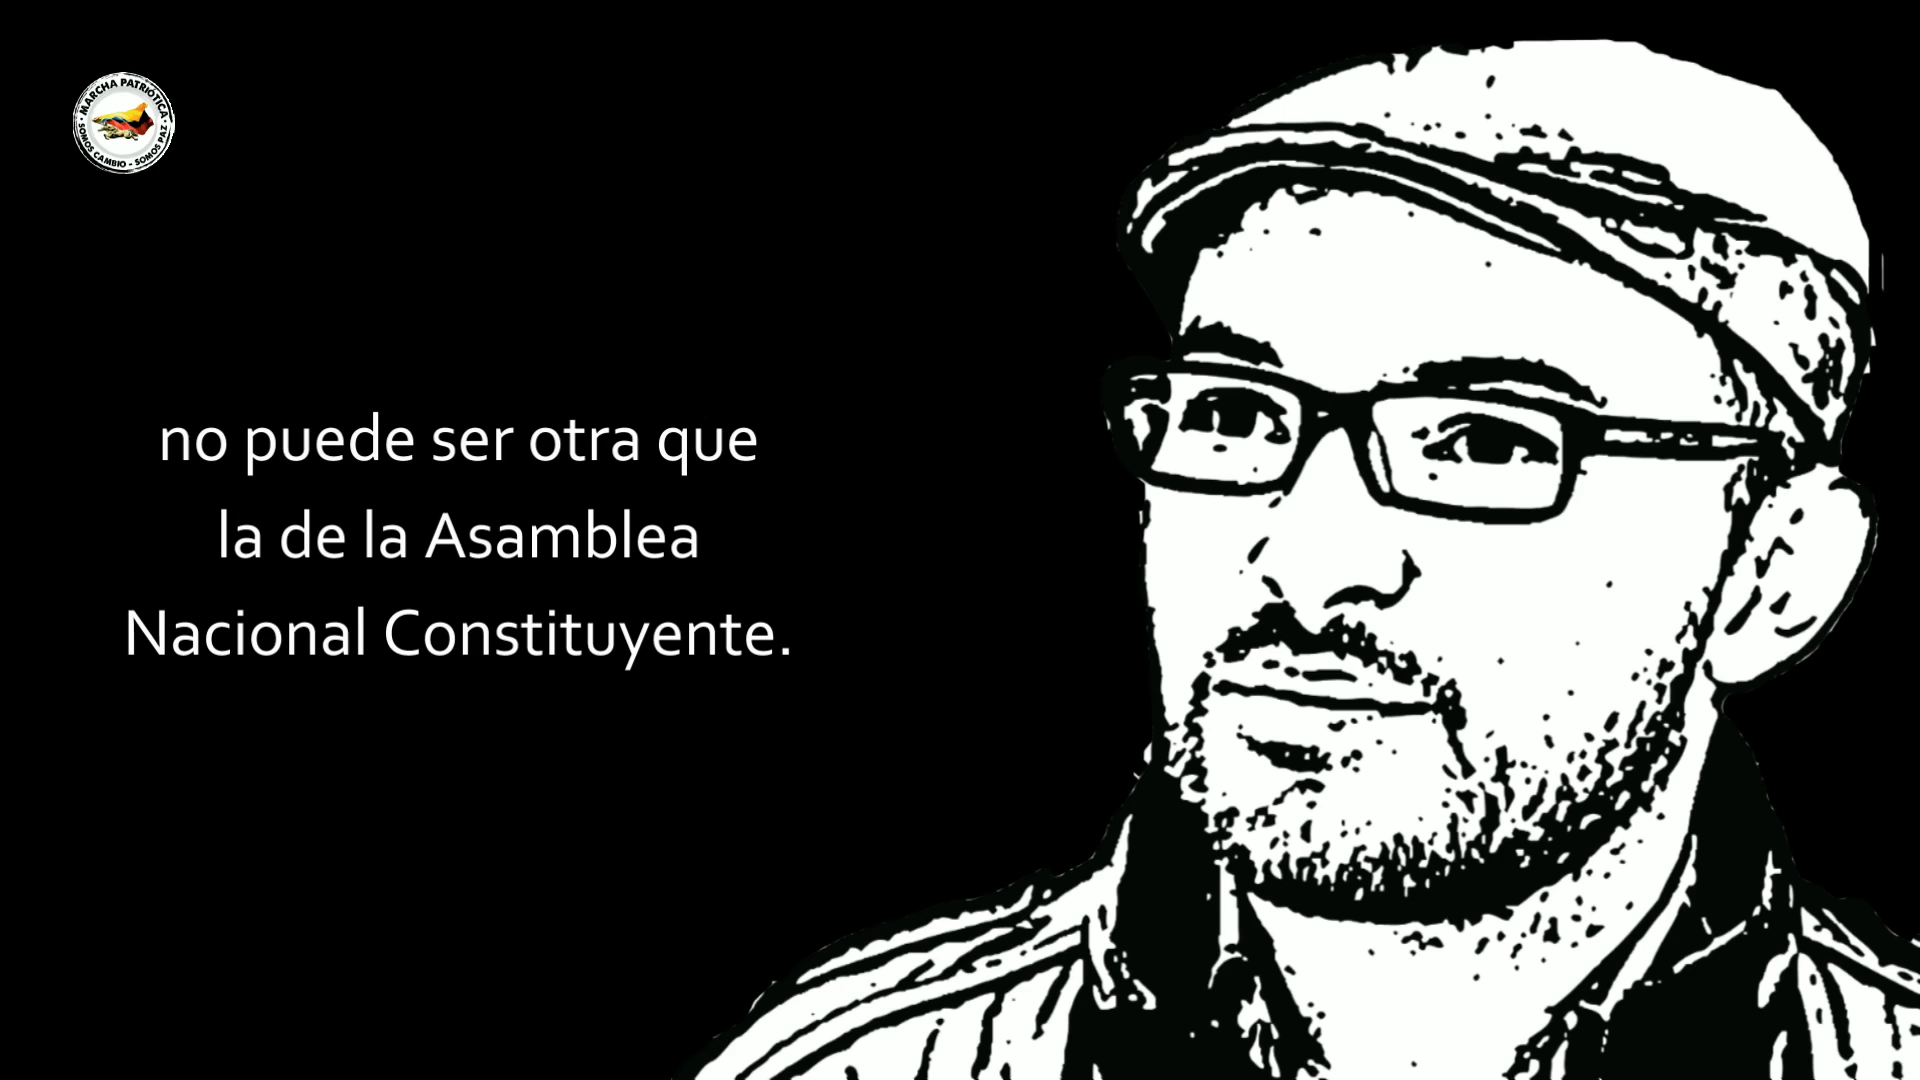 MARCHA PATRIÓTICA
SOMOS CAMBIO - SOMOS PAZ
no puede ser otra que
la de la Asamblea
Nacional Constituyente.